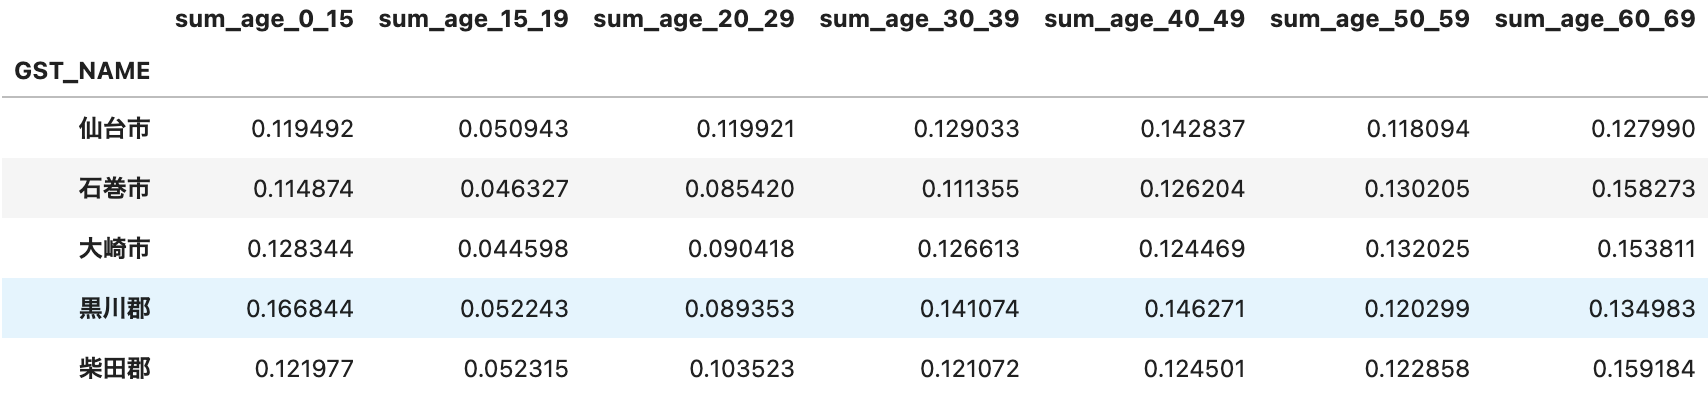 sum_age_0_15 sum_age_15_19 sum_age_20_29 sum_age_30_39 sum_age_40_49 sum_age_50_59 sum_age_60_69
GST_NAME
仙台市 0.119492 0.050943 0.119921 0.129033 0.142837 0.118094 0.127990
石巻市 0.114874 0.046327 0.085420 0.111355 0.126204 0.130205 0.158273
大崎市 0.128344 0.044598 0.090418 0.126613 0.124469 0.132025 0.153811
黒川郡 0.166844 0.052243 0.089353 0.141074 0.146271 0.120299 0.134983
柴田郡 0.121977 0.052315 0.103523 0.121072 0.124501 0.122858 0.159184